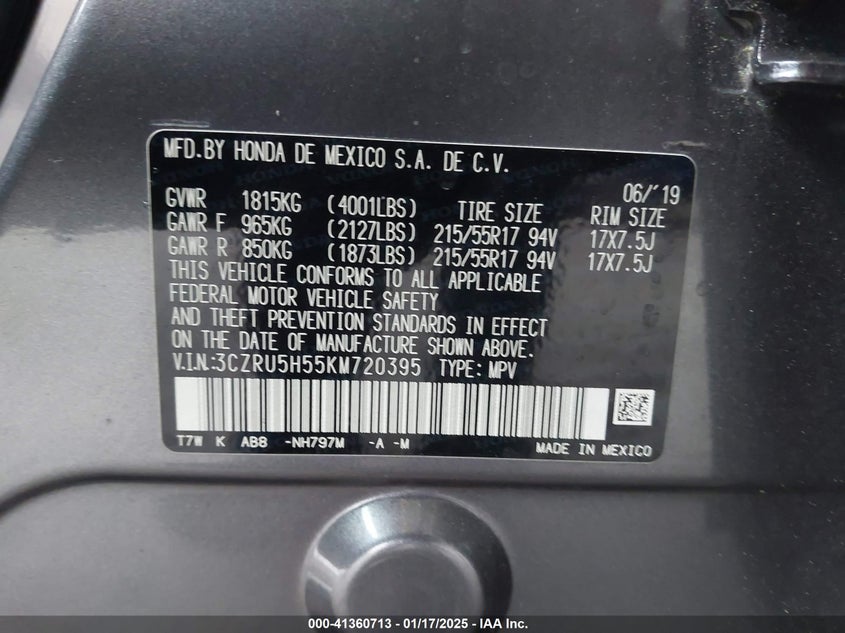 MFD.BY HONDA DE MEXICO S.A. DE C.V.
06/'19
GVWR 1815KG (4001LBS) TIRE SIZE RIM SIZE
GAWR F 965KG (2127LBS) 215/55R17 94V 17X7.5J
GAWR R 850KG (1873LBS) 215/55R17 94V 17X7.5J
THIS VEHICLE CONFORMS TO ALL APPLICABLE
FEDERAL MOTOR VEHICLE SAFETY
AND THEFT PREVENTION STANDARDS IN EFFECT
ON THE DATE OF MANUFACTURE SHOWN ABOVE.
V.I.N.:3CZRU5H55KM720395 TYPE: MPV
T7W K AB8 -NH797M -A -M MADE IN MEXICO
000-41360713 - 01/17/2025 - IAA Inc.